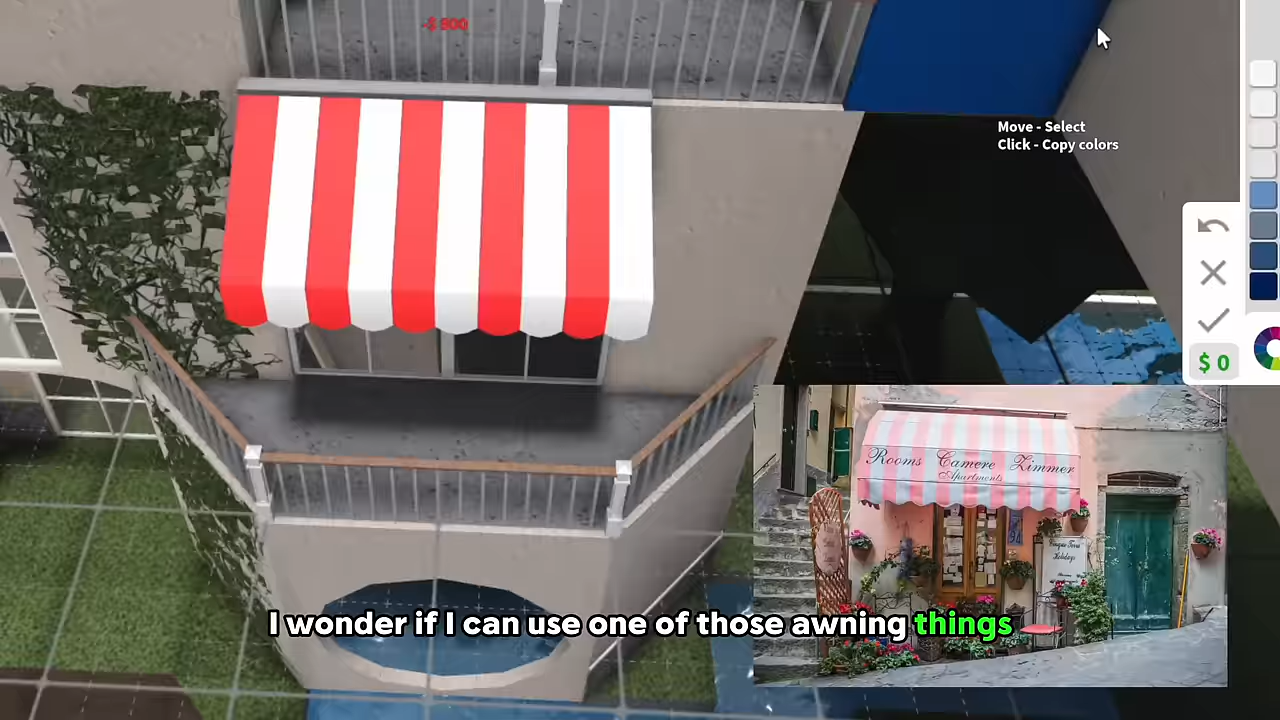 -$ 500
Move - Select
Click - Copy colors
$ 0
Rooms Camere Zimmer
Apartments
94
I wonder if I can use one of those awning things